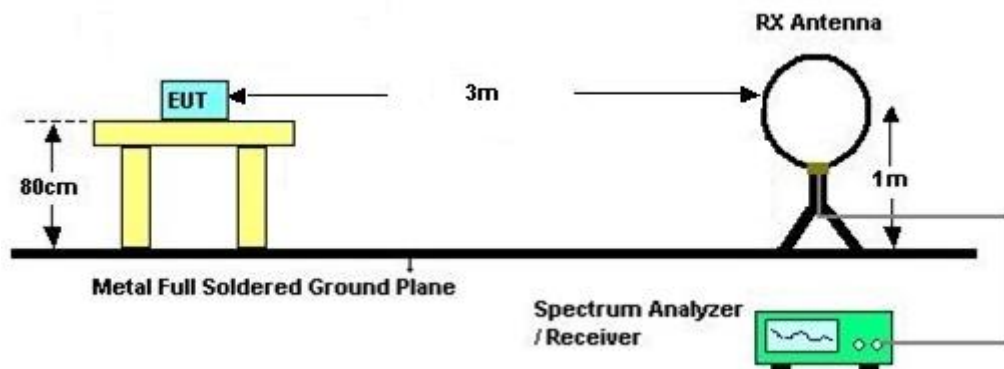 RX Antenna
EUT
3m
80cm
1m
Metal Full Soldered Ground Plane
Spectrum Analyzer
/ Receiver